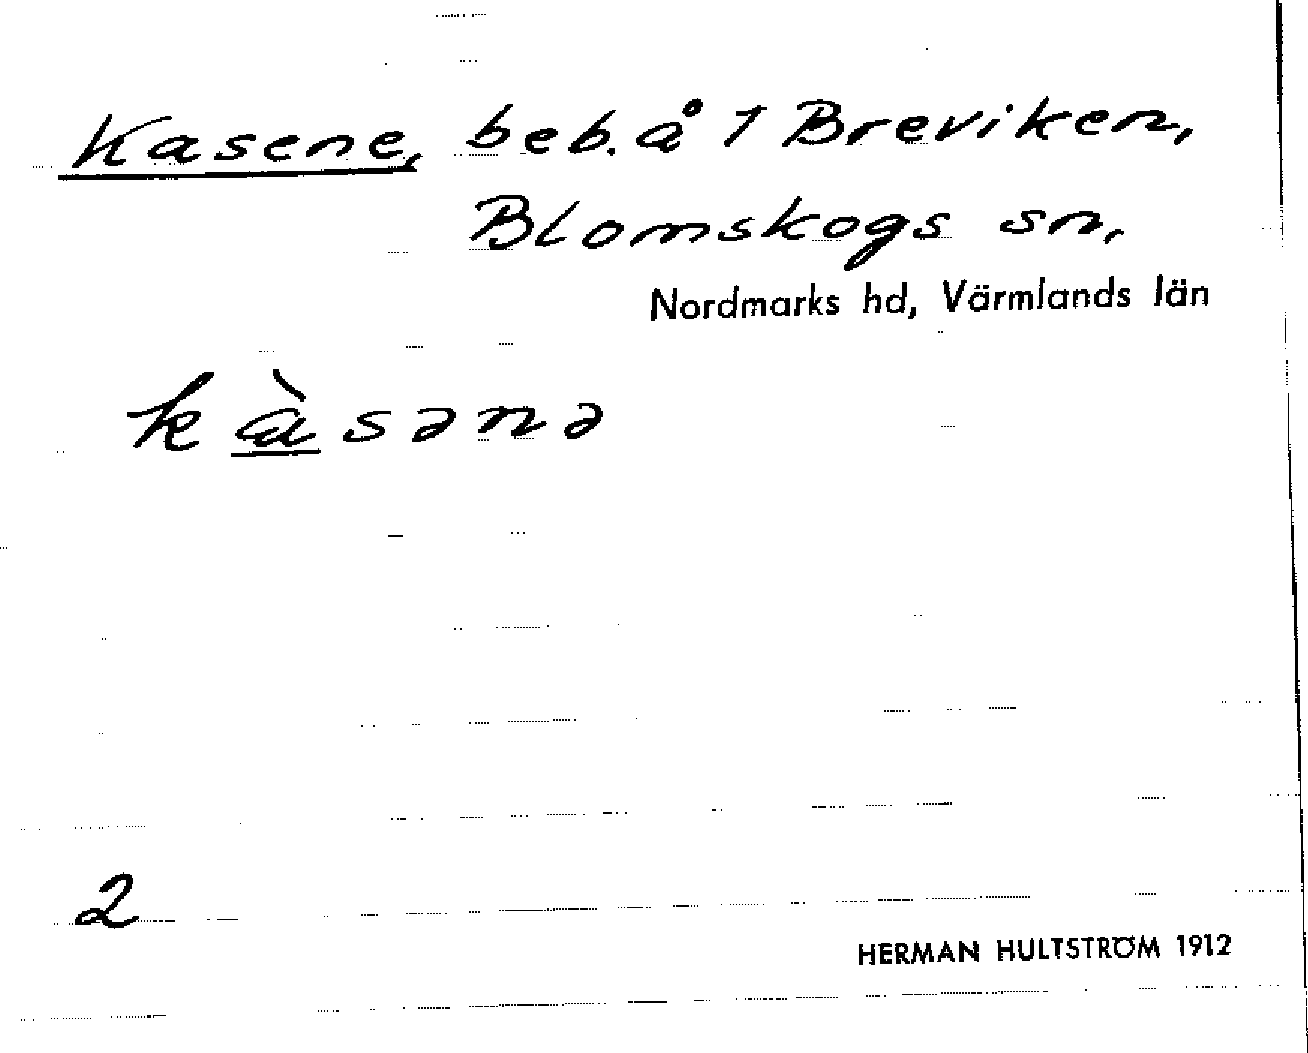 Kasene, beb. å 1 Breviken,
Blomskogs sn,
Nordmarks hd, Värmlands län
kàsənə
2
HERMAN HULTSTRÖM 1912